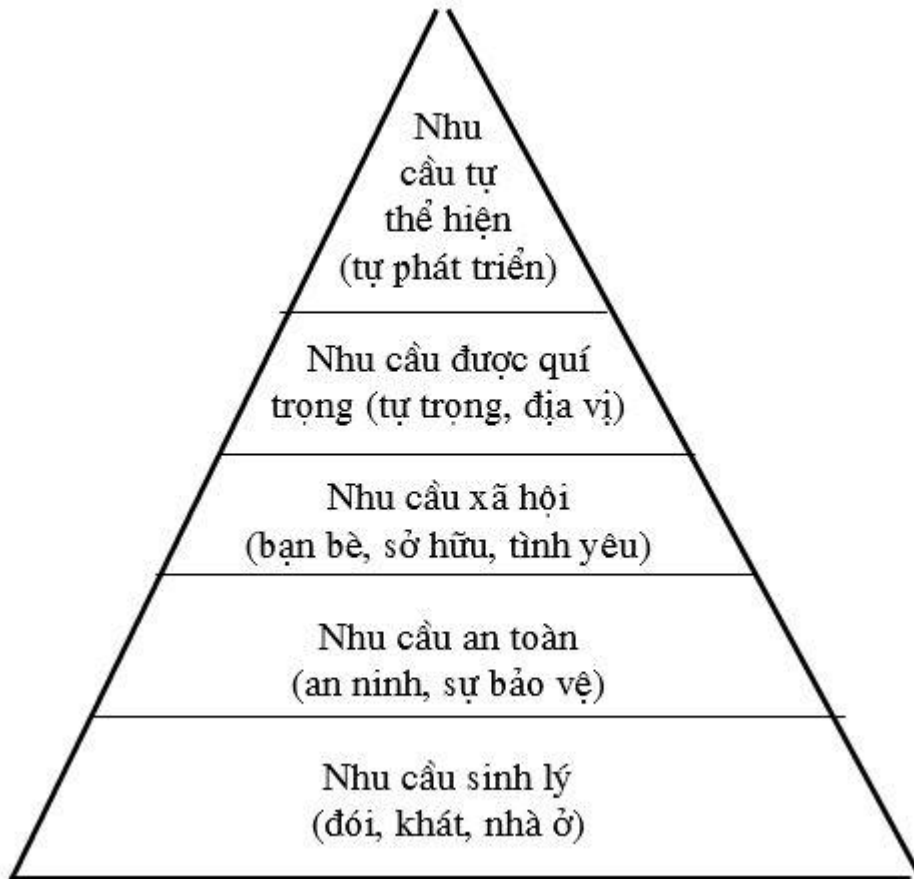 Nhu
cầu tự
thể hiện
(tự phát triển)
Nhu cầu được quí
trọng (tự trọng, địa vị)
Nhu cầu xã hội
(bạn bè, sở hữu, tình yêu)
Nhu cầu an toàn
(an ninh, sự bảo vệ)
Nhu cầu sinh lý
(đói, khát, nhà ở)